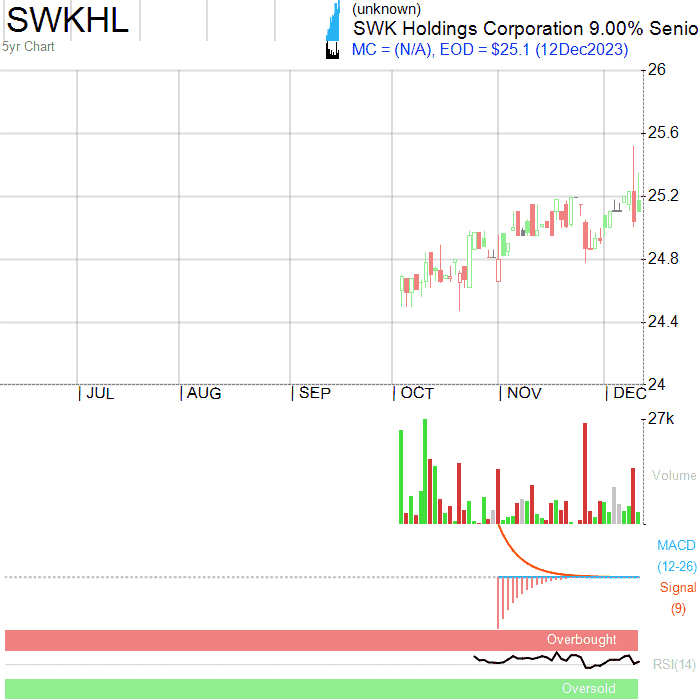 SWKHL
(unknown)
SWK Holdings Corporation 9.00% Senio
5yr Chart
MC = (N/A), EOD = $25.1 (12Dec2023)
26
25.6
25.2
24.8
24.4
24
| JUL | AUG | SEP | OCT | NOV | DEC
27k
Volume
MACD
(12-26)
Signal
(9)
Overbought
RSI(14)
Oversold